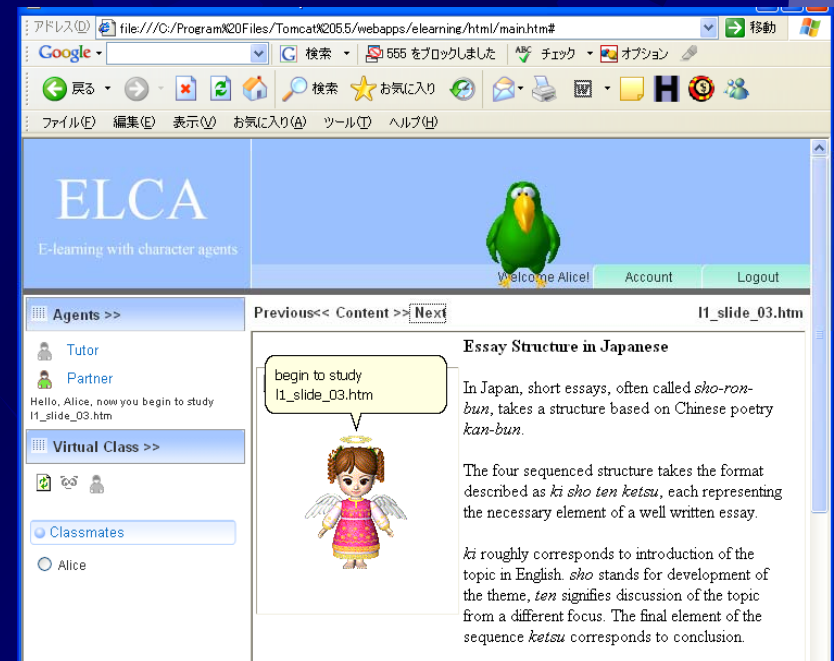 アドレス(D) file:///C:/Program%20Files/Tomcat%205.5/webapps/elearning/html/main.htm# 移動
Google 検索 555 をブロックしました チェック オプション
戻る 検索 お気に入り
ファイル(F) 編集(E) 表示(V) お気に入り(A) ツール(T) ヘルプ(H)
ELCA
E-learning with character agents
Welcome Alice! Account Logout
Agents >>
Tutor
Partner
Hello, Alice, now you begin to study
l1_slide_03.htm
Virtual Class >>
Classmates
Alice
Previous<< Content >> Next l1_slide_03.htm
begin to study
l1_slide_03.htm
Essay Structure in Japanese
In Japan, short essays, often called sho-ron-
bun, takes a structure based on Chinese poetry
kan-bun.
The four sequenced structure takes the format
described as ki sho ten ketsu, each representing
the necessary element of a well written essay.
ki roughly corresponds to introduction of the
topic in English. sho stands for development of
the theme, ten signifies discussion of the topic
from a different focus. The final element of the
sequence ketsu corresponds to conclusion.